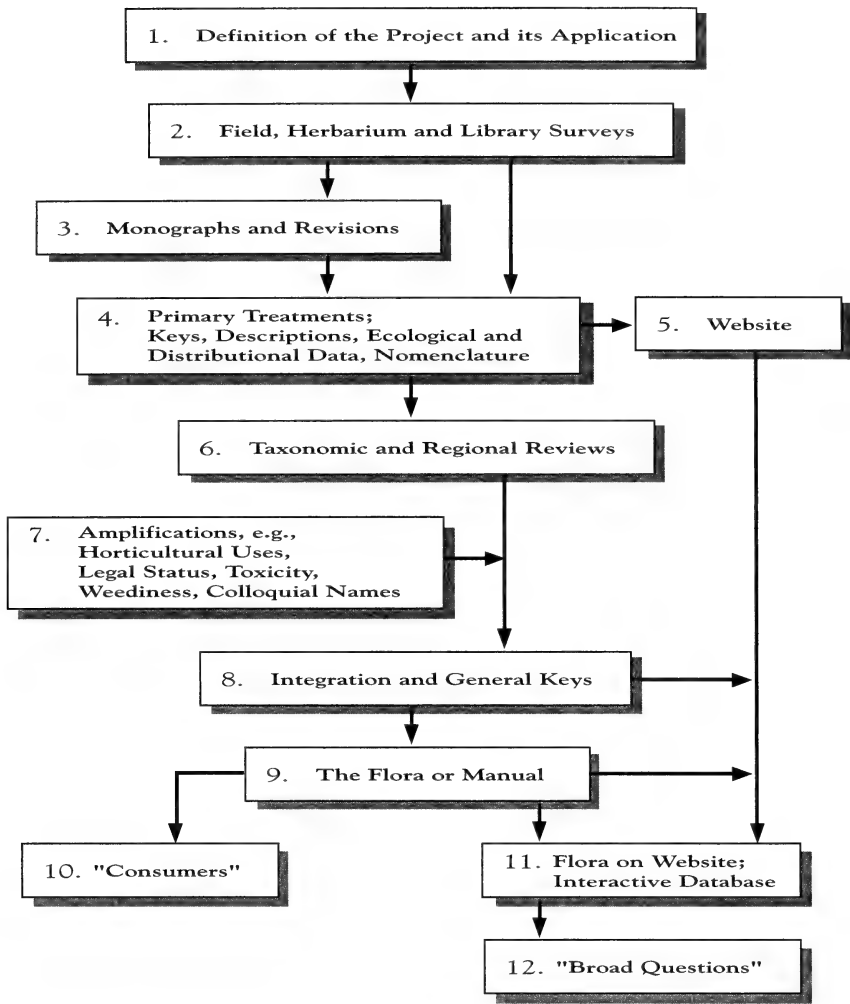 1. Definition of the Project and its Application
2. Field, Herbarium and Library Surveys
3. Monographs and Revisions
4. Primary Treatments;
Keys, Descriptions, Ecological and
Distributional Data, Nomenclature
5. Website
6. Taxonomic and Regional Reviews
7. Amplifications, e.g.,
Horticultural Uses,
Legal Status, Toxicity,
Weediness, Colloquial Names
8. Integration and General Keys
9. The Flora or Manual
10. "Consumers"
11. Flora on Website;
Interactive Database
12. "Broad Questions"